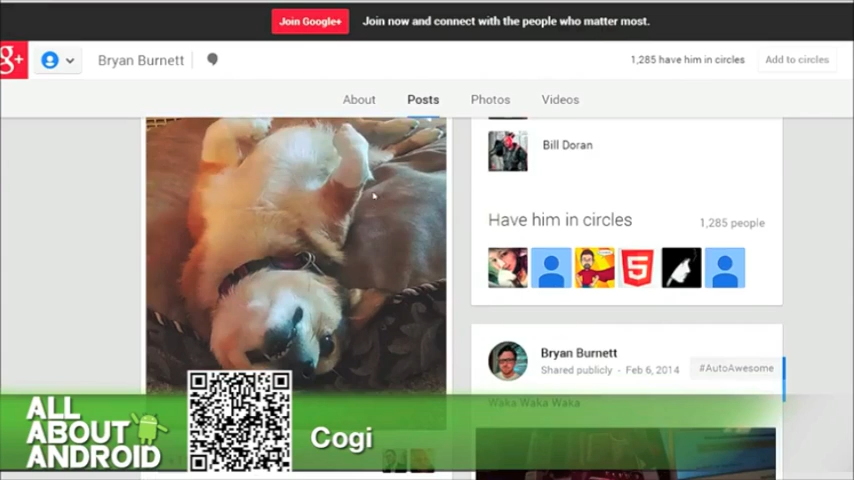 Join Google+ Join now and connect with the people who matter most.
g+ Bryan Burnett 1,285 have him in circles Add to circles
About Posts Photos Videos
Bill Doran
Have him in circles 1,285 people
5
Bryan Burnett
Shared publicly - Feb 6, 2014 #AutoAwesome
Waka Waka Waka
ALL
ABOUT
ANDROID
Cogi